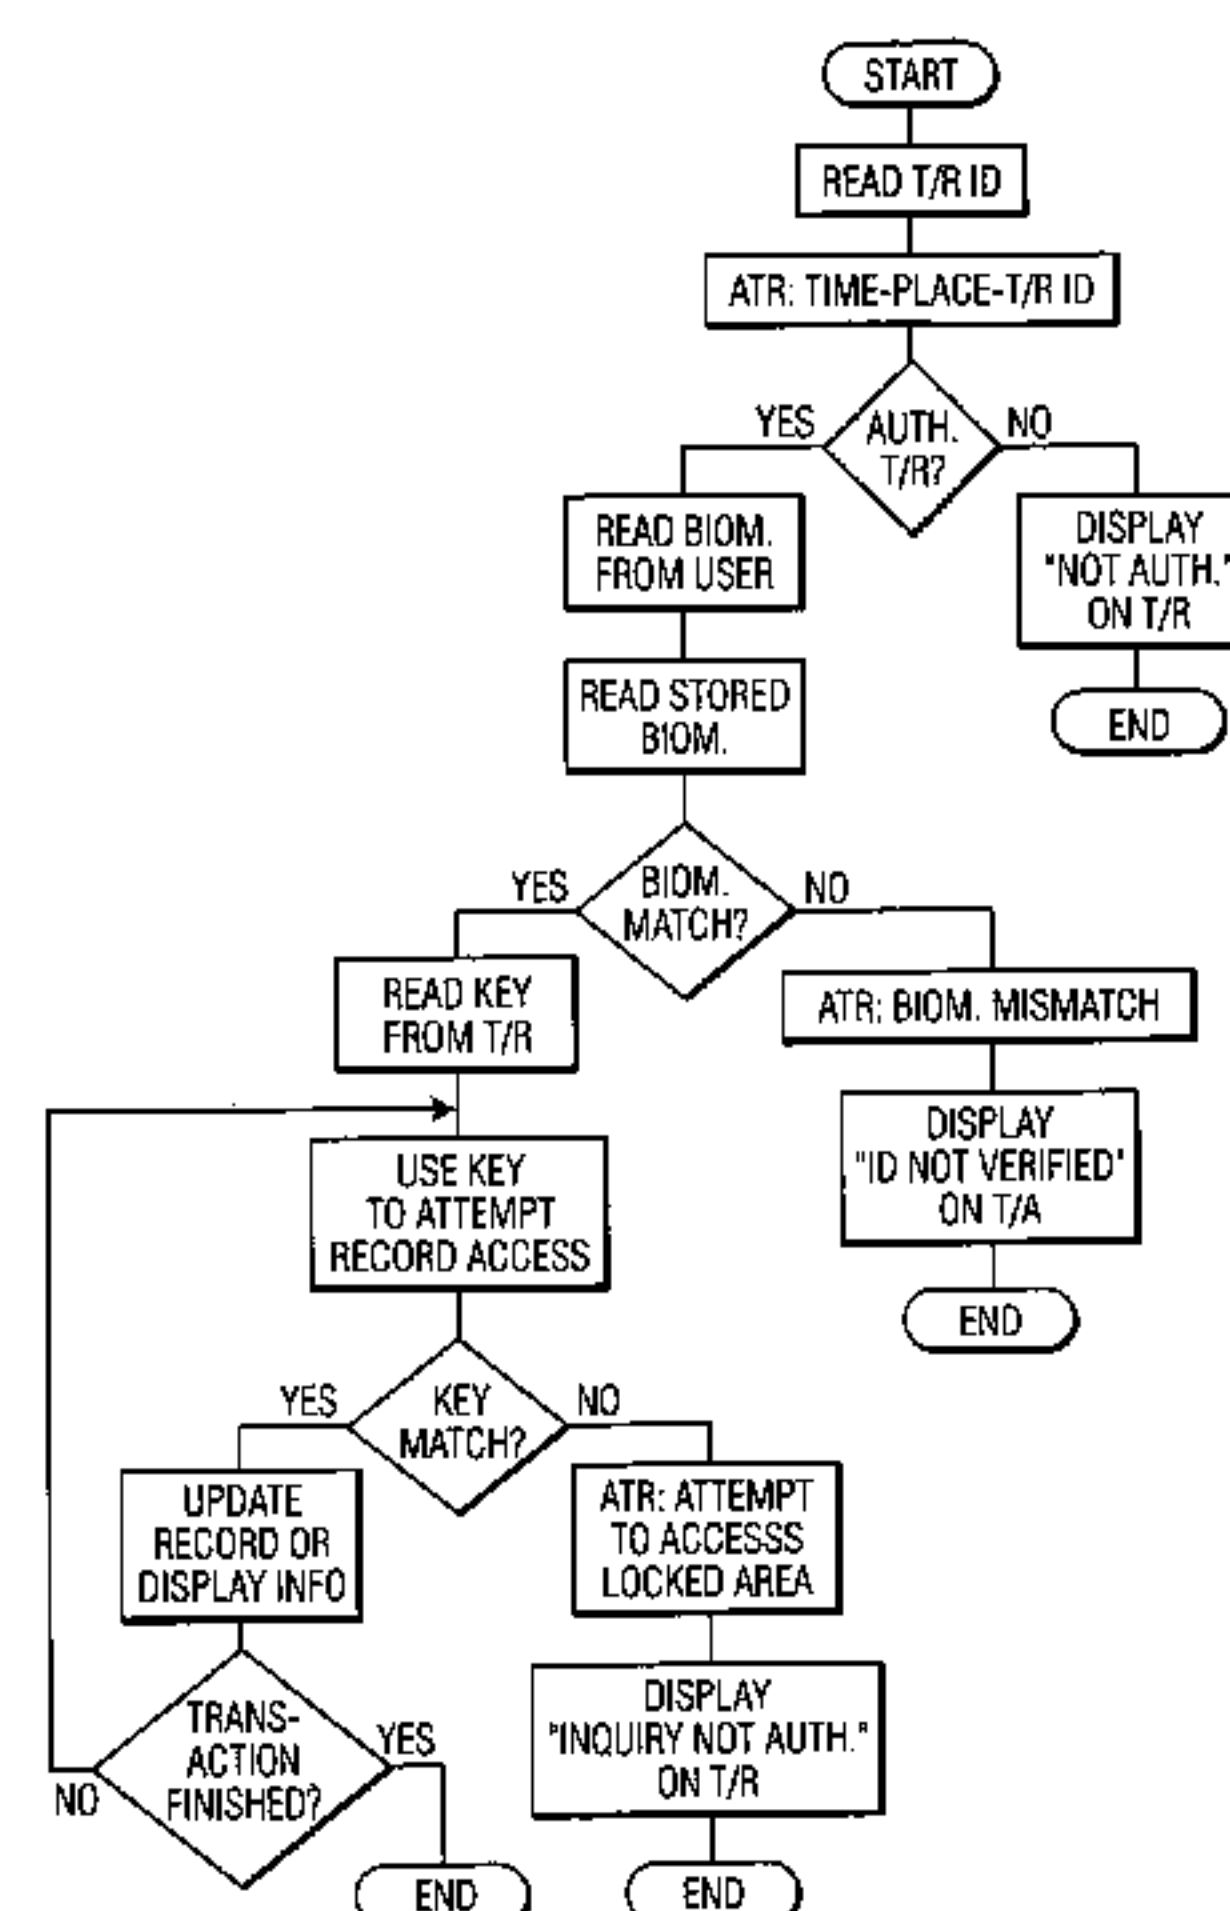 START
READ T/R ID
ATR: TIME-PLACE-T/R ID
AUTH.
T/R?
YES
NO
READ BIOM.
FROM USER
DISPLAY
"NOT AUTH."
ON T/R
END
READ STORED
BIOM.
BIOM.
MATCH?
YES
NO
READ KEY
FROM T/R
ATR: BIOM. MISMATCH
DISPLAY
"ID NOT VERIFIED"
ON T/A
END
USE KEY
TO ATTEMPT
RECORD ACCESS
KEY
MATCH?
YES
NO
UPDATE
RECORD OR
DISPLAY INFO
ATR: ATTEMPT
TO ACCESSS
LOCKED AREA
TRANS-
ACTION
FINISHED?
NO
YES
DISPLAY
"INQUIRY NOT AUTH."
ON T/R
END
END